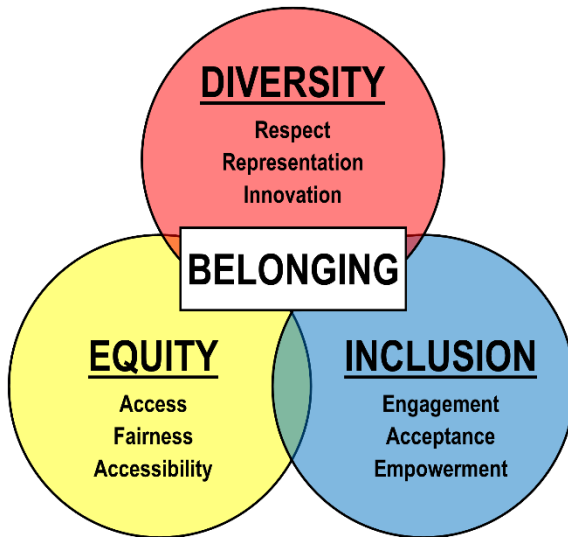 DIVERSITY
Respect
Representation
Innovation
BELONGING
EQUITY
Access
Fairness
Accessibility
INCLUSION
Engagement
Acceptance
Empowerment